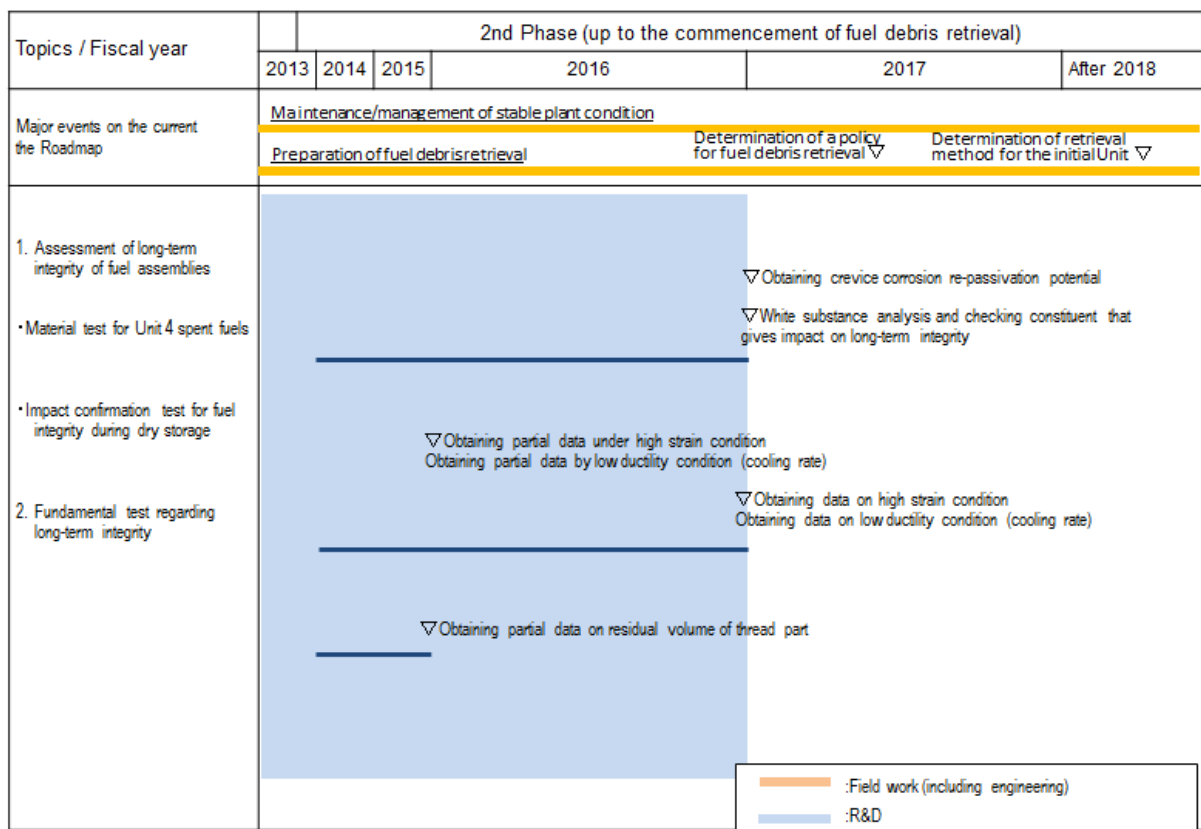 Topics / Fiscal year
2nd Phase (up to the commencement of fuel debris retrieval)
2013 2014 2015 2016 2017 After 2018
Major events on the current
the Roadmap
Maintenance/management of stable plant condition
Preparation of fuel debris retrieval
Determination of a policy
for fuel debris retrieval ▽
Determination of retrieval
method for the initial Unit ▽
1. Assessment of long-term
integrity of fuel assemblies
▽Obtaining crevice corrosion re-passivation potential
・Material test for Unit 4 spent fuels
▽White substance analysis and checking constituent that
gives impact on long-term integrity
・Impact confirmation test for fuel
integrity during dry storage
▽Obtaining partial data under high strain condition
Obtaining partial data by low ductility condition (cooling rate)
2. Fundamental test regarding
long-term integrity
▽Obtaining data on high strain condition
Obtaining data on low ductility condition (cooling rate)
▽Obtaining partial data on residual volume of thread part
:Field work (including engineering)
:R&D